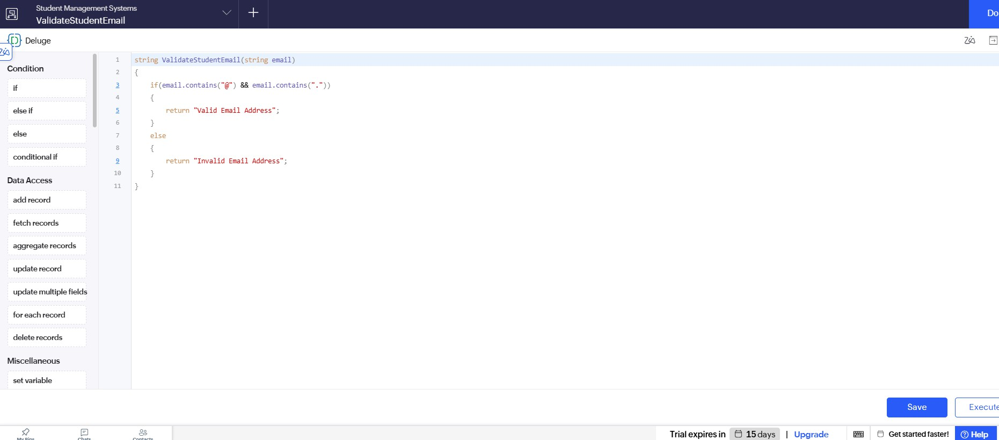 Student Management Systems
ValidateStudentEmail
Do
Deluge
Condition
if
else if
else
conditional if
Data Access
add record
fetch records
aggregate records
update record
update multiple fields
for each record
delete records
Miscellaneous
set variable
1 string ValidateStudentEmail(string email)
2 {
3 if(email.contains("@") && email.contains("."))
4 {
5 return "Valid Email Address";
6 }
7 else
8 {
9 return "Invalid Email Address";
10 }
11 }
Save
Execute
My Pins
Chats
Contacts
Trial expires in 15 days | Upgrade
Get started faster!
Help